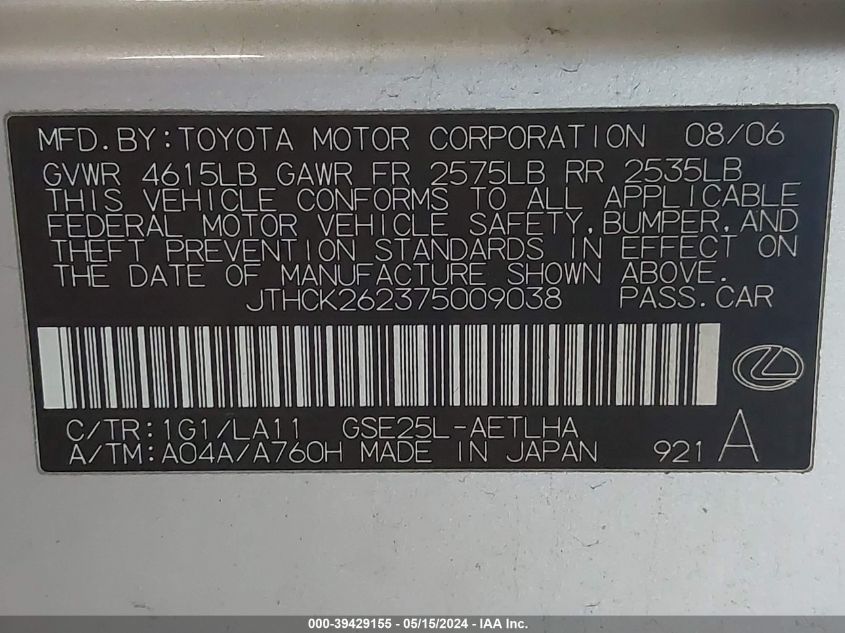 MFD.BY:TOYOTA MOTOR CORPORATION 08/06
GVWR 4615LB GAWR FR 2575LB RR 2535LB
THIS VEHICLE CONFORMS TO ALL APPLICABLE
FEDERAL MOTOR VEHICLE SAFETY,BUMPER,AND
THEFT PREVENTION STANDARDS IN EFFECT ON
THE DATE OF MANUFACTURE SHOWN ABOVE.
JTHCK262375009038 PASS.CAR
C/TR:1G1/LA11 GSE25L-AETLHA
A/TM:A04A/A760H MADE IN JAPAN 921 A
000-39429155 - 05/15/2024 - IAA Inc.